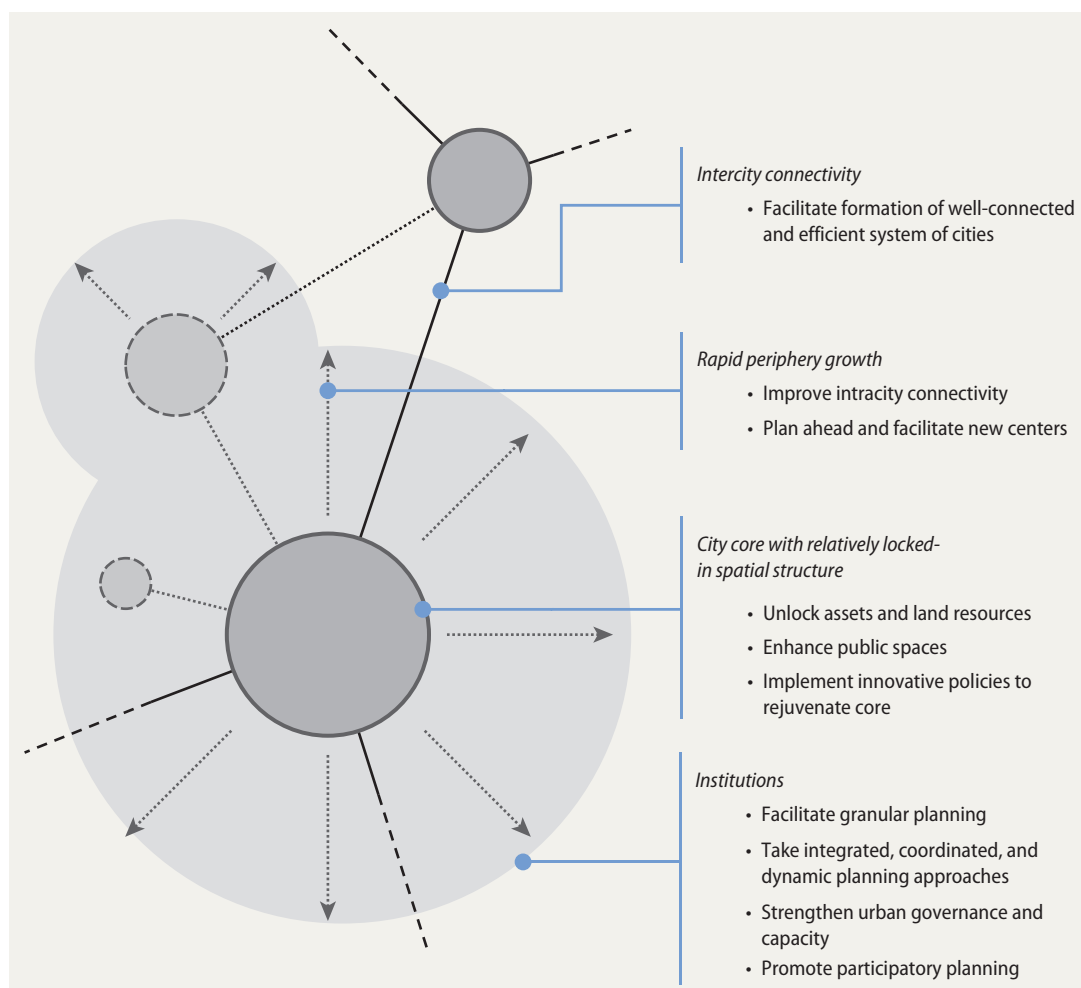 Intercity connectivity
• Facilitate formation of well-connected
and efficient system of cities
Rapid periphery growth
• Improve intracity connectivity
• Plan ahead and facilitate new centers
City core with relatively locked-
in spatial structure
• Unlock assets and land resources
• Enhance public spaces
• Implement innovative policies to
rejuvenate core
Institutions
• Facilitate granular planning
• Take integrated, coordinated, and
dynamic planning approaches
• Strengthen urban governance and
capacity
• Promote participatory planning